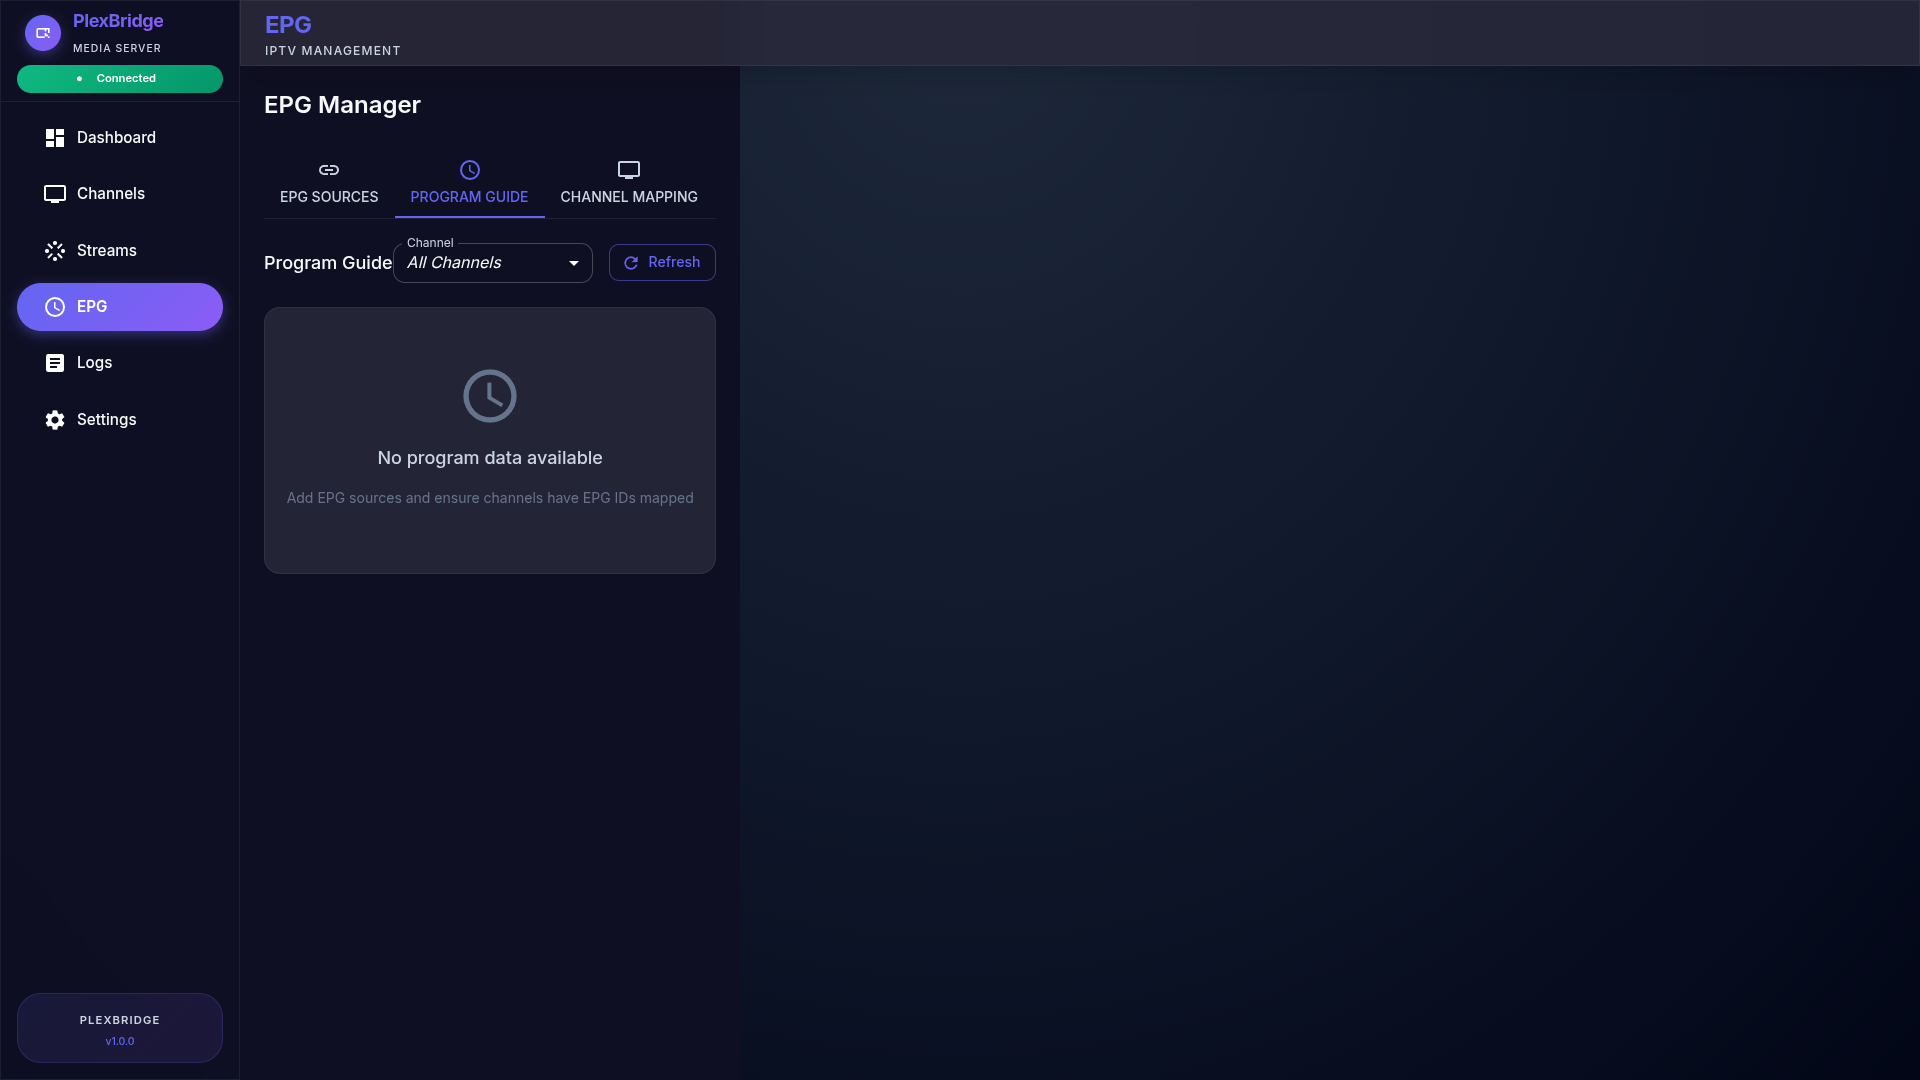 PlexBridge
MEDIA SERVER
Connected
Dashboard
Channels
Streams
EPG
Logs
Settings
PLEXBRIDGE
v1.0.0
EPG
IPTV MANAGEMENT
EPG Manager
EPG SOURCES
PROGRAM GUIDE
CHANNEL MAPPING
Program Guide
Channel
All Channels
Refresh
No program data available
Add EPG sources and ensure channels have EPG IDs mapped